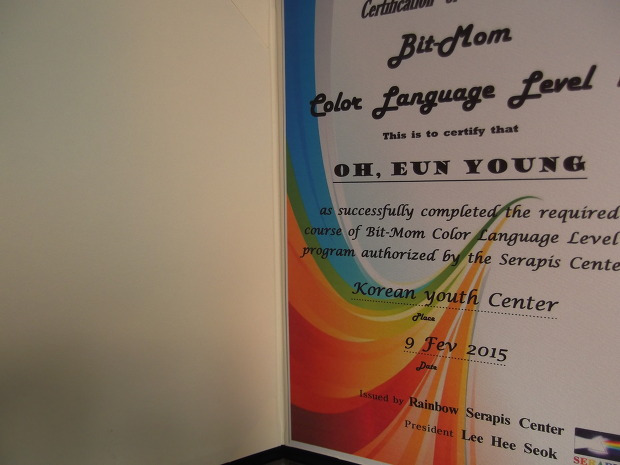 Certification
Bit-Mom
Color Language Level
This is to certify that
OH, EUN YOUNG
as successfully completed the required
course of Bit-Mom Color Language Level
program authorized by the Serapis Cente
Korean youth Center
Place
9 Fev 2015
Date
Issued by Rainbow Serapis Center
President Lee Hee Seok